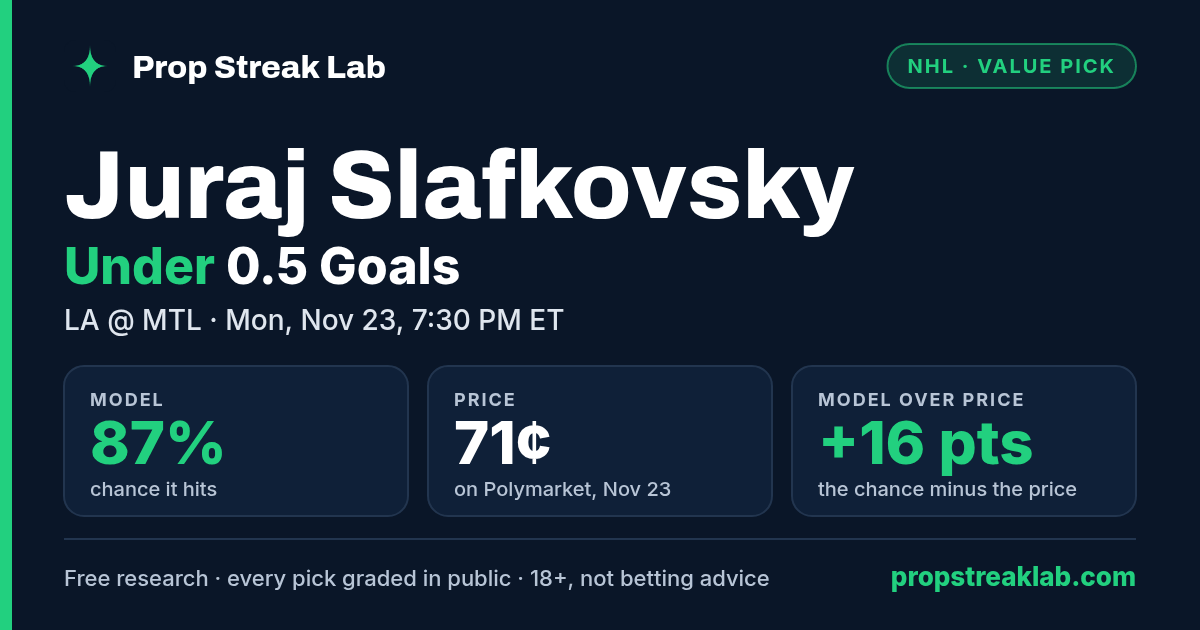 Prop Streak Lab
NHL · VALUE PICK
Juraj Slafkovsky
Under 0.5 Goals
LA @ MTL · Mon, Nov 23, 7:30 PM ET
MODEL
87%
chance it hits
PRICE
71¢
on Polymarket, Nov 23
MODEL OVER PRICE
+16 pts
the chance minus the price
Free research · every pick graded in public · 18+, not betting advice
propstreaklab.com